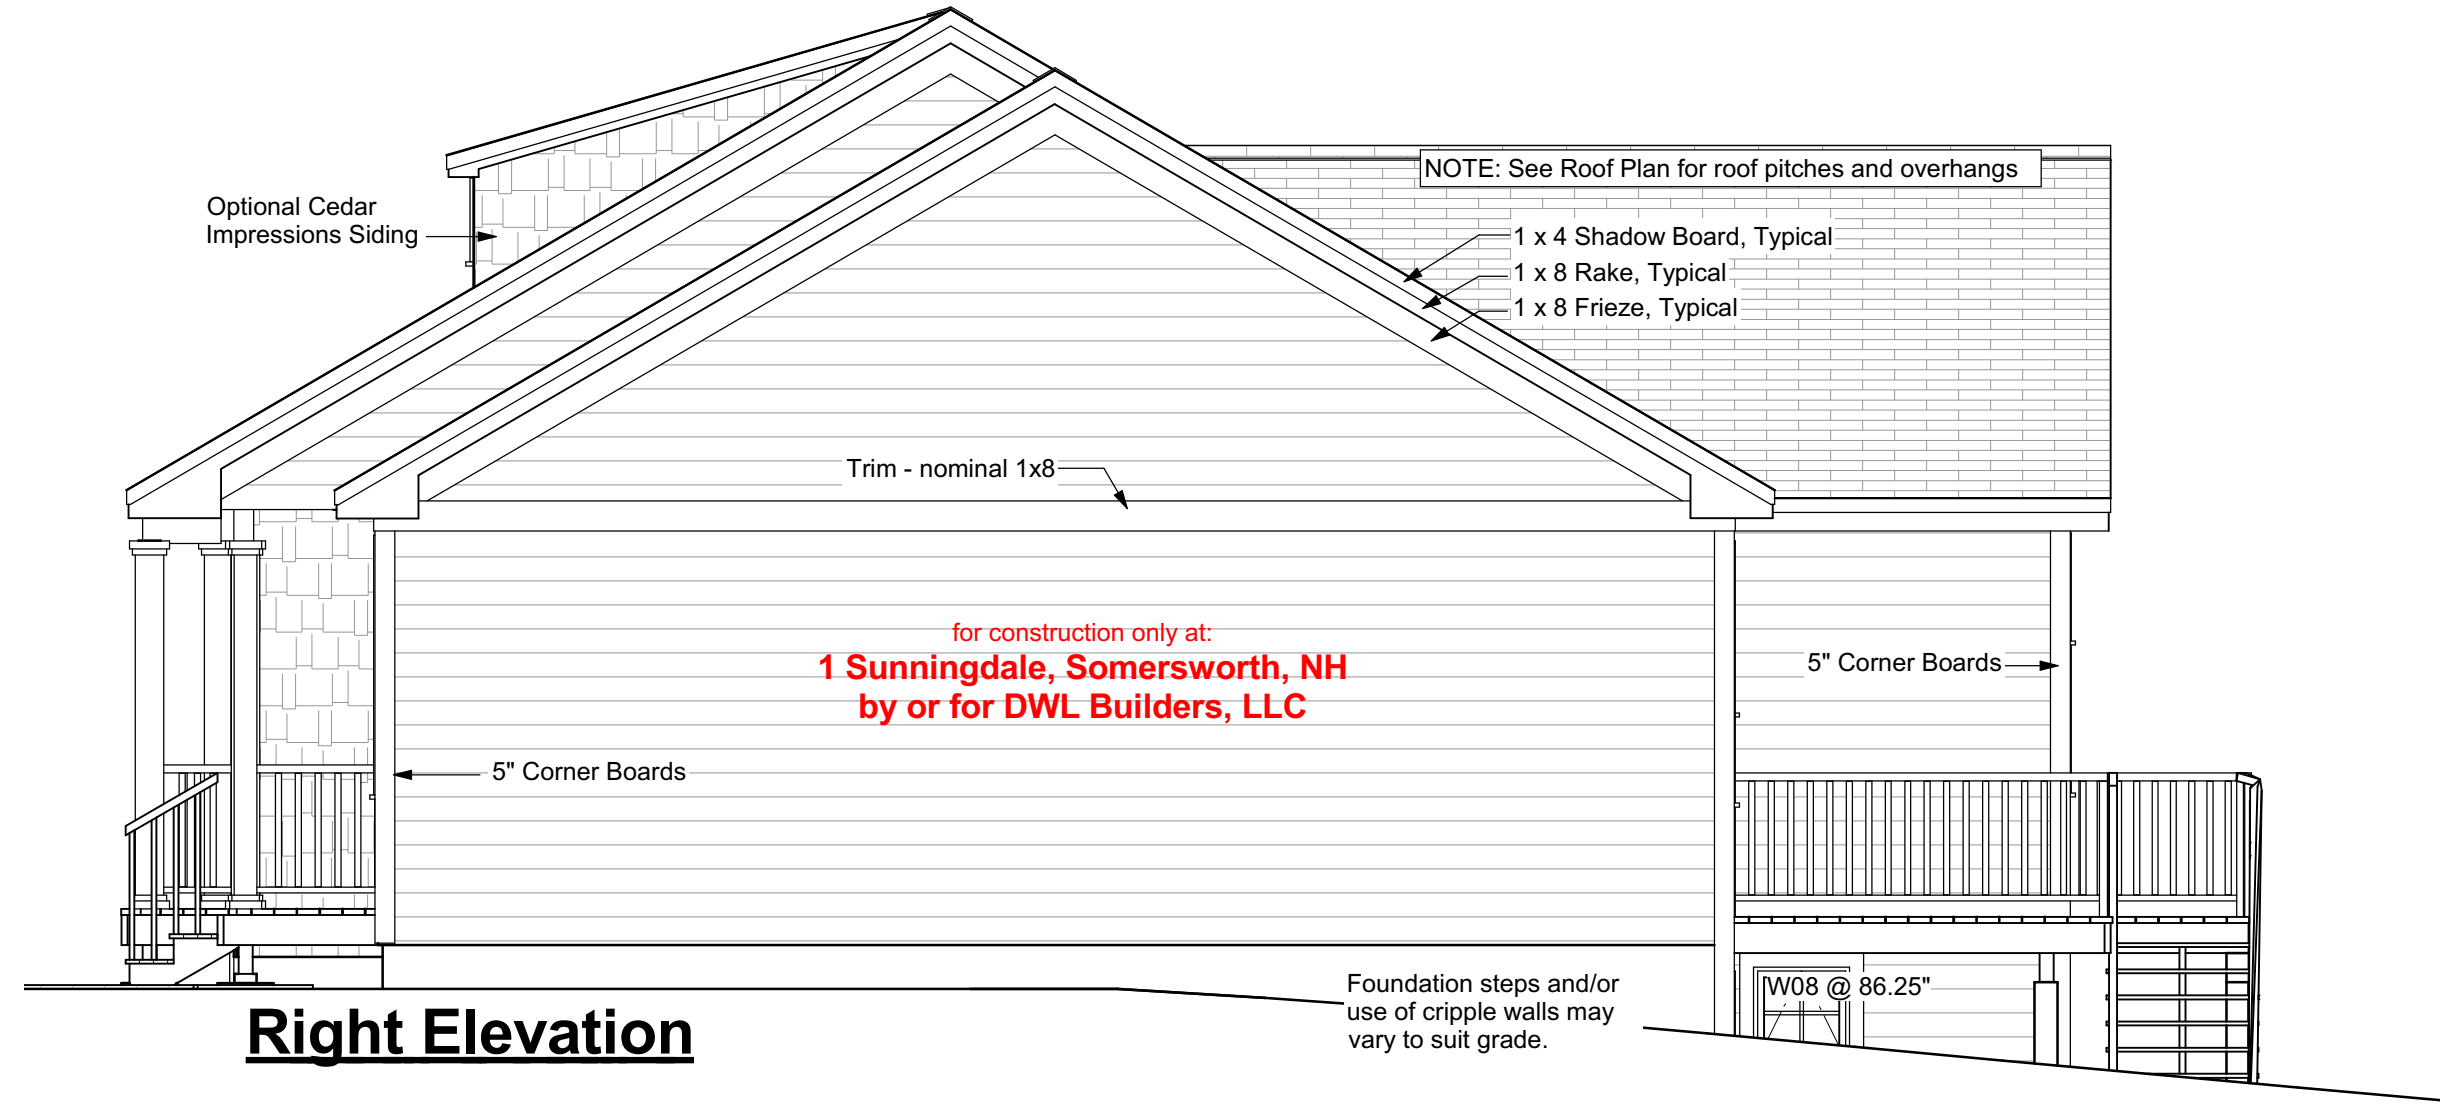 NOTE: See Roof Plan for roof pitches and overhangs
Optional Cedar
Impressions Siding
1 x 4 Shadow Board, Typical
1 x 8 Rake, Typical
1 x 8 Frieze, Typical
Trim - nominal 1x8
for construction only at:
1 Sunningdale, Somersworth, NH
by or for DWL Builders, LLC
5" Corner Boards
5" Corner Boards
Foundation steps and/or
use of cripple walls may
vary to suit grade.
W08 @ 86.25"
Right Elevation